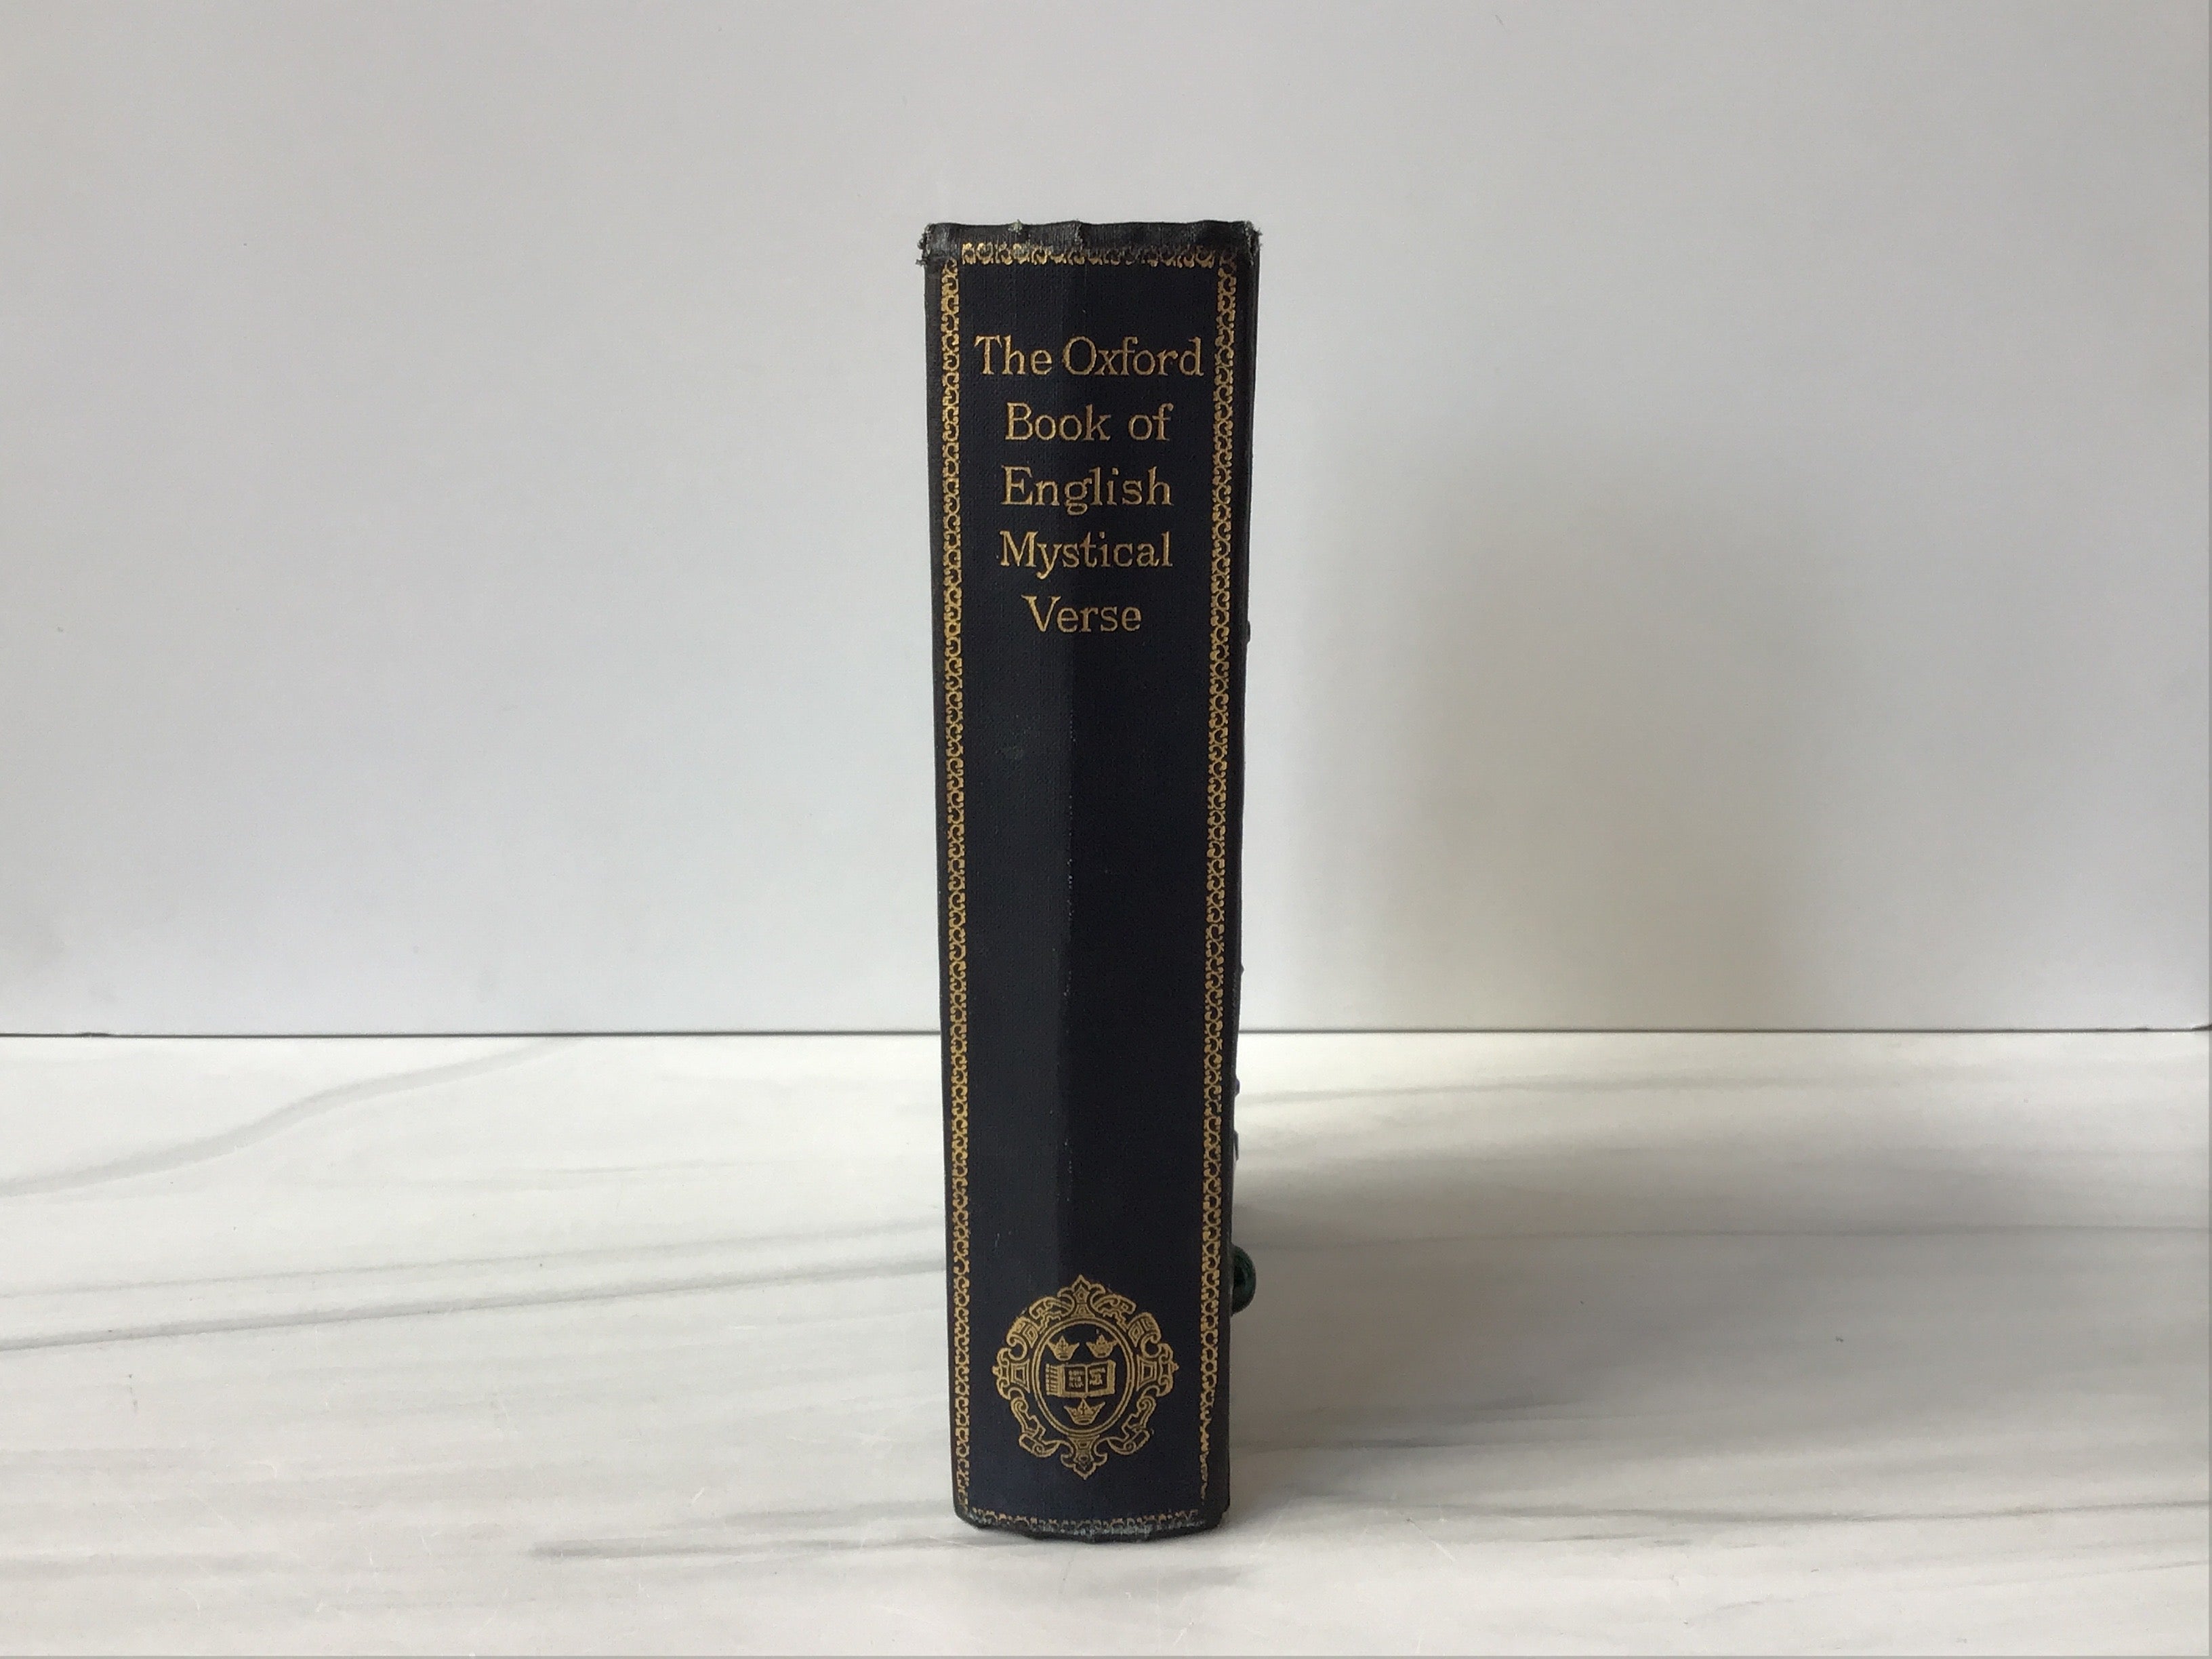 The Oxford
Book of
English
Mystical
Verse